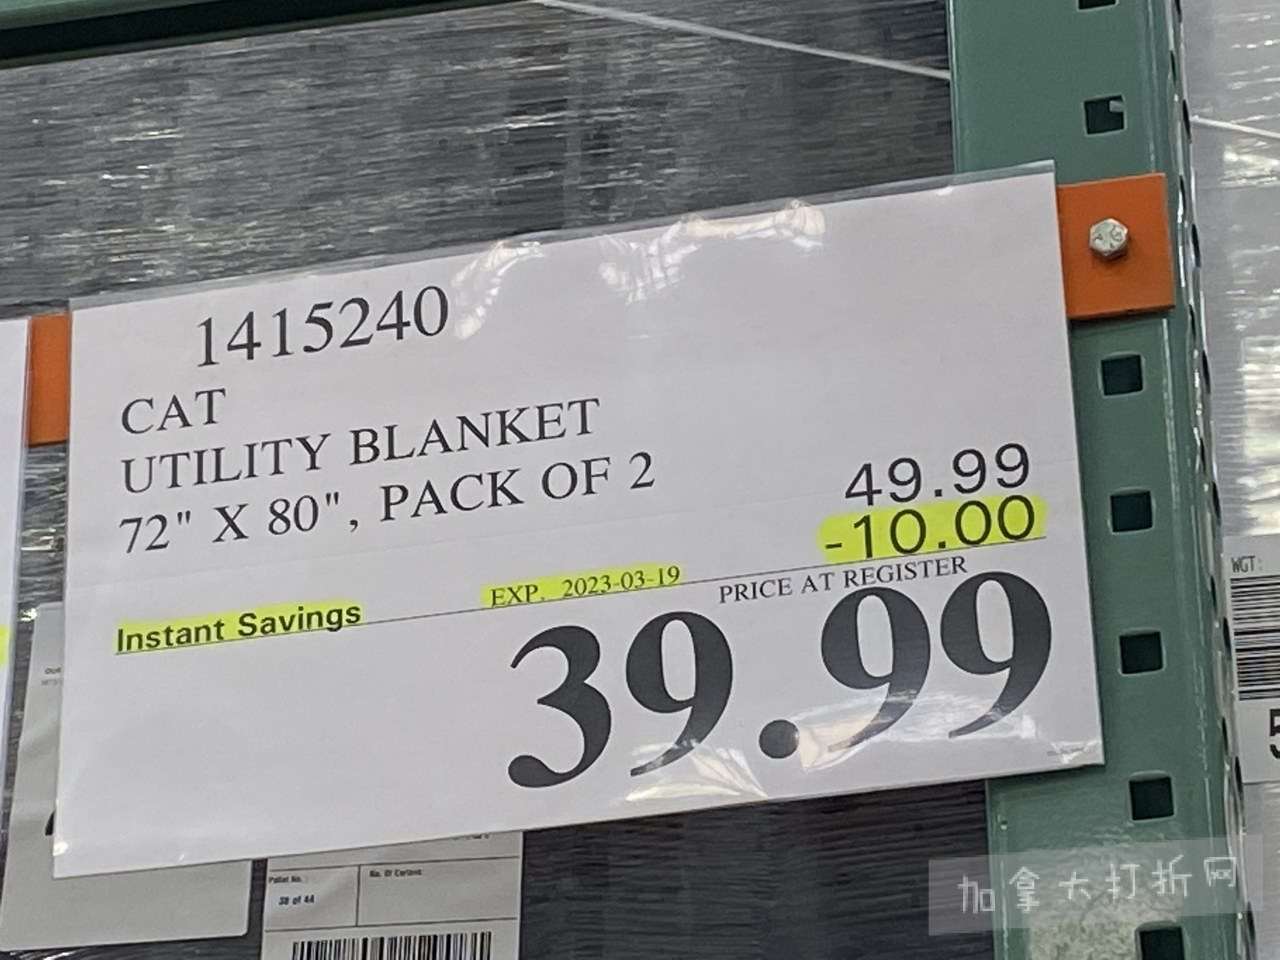 1415240
CAT
UTILITY BLANKET
72" X 80", PACK OF 2
49.99
-10.00
Instant Savings
EXP. 2023-03-19
PRICE AT REGISTER
39.99
WGT:
Pallet No.
No. Of Cartons
38 of 44
加拿大打折网